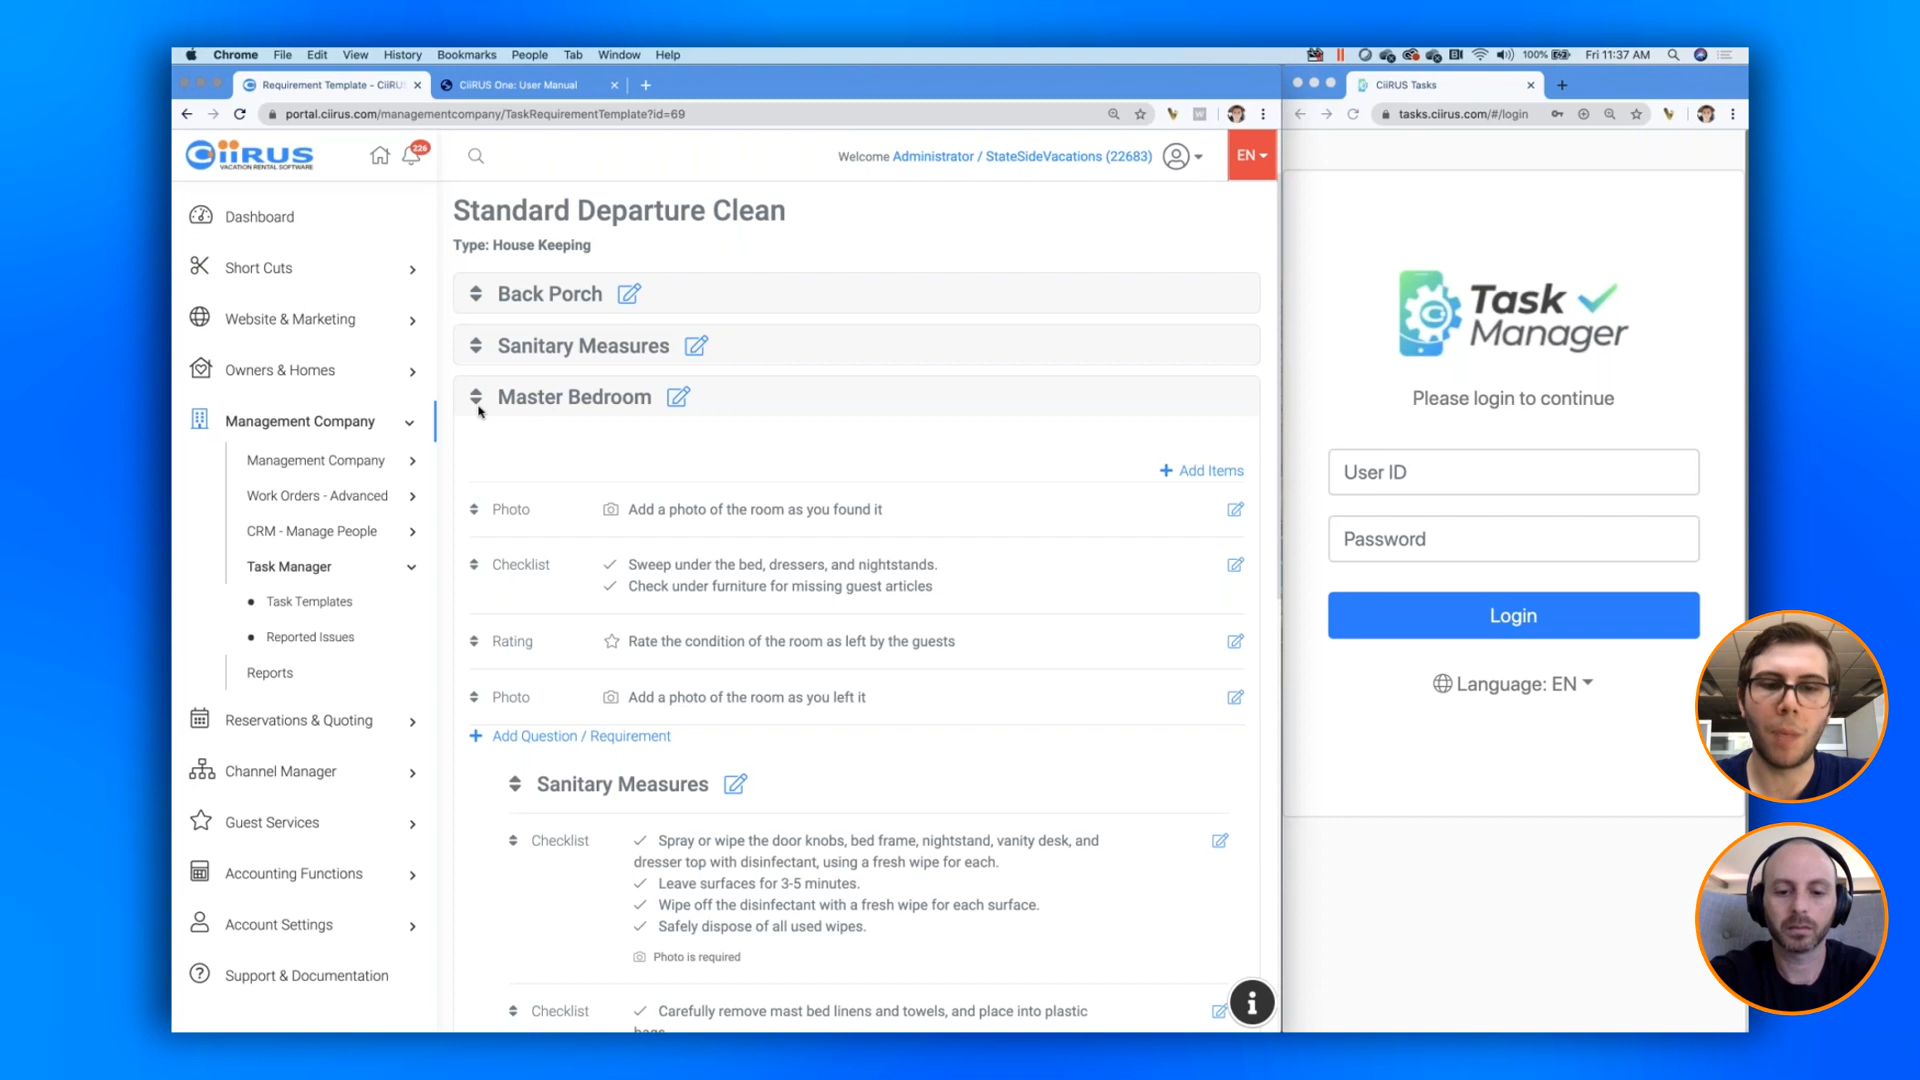 Chrome File Edit View History Bookmarks People Tab Window Help
100% Fri 11:37 AM
Requirement Template - CiiRUS
CiiRUS One: User Manual
portal.ciirus.com/managementcompany/TaskRequirementTemplate?id=69
CiiRUS Tasks
tasks.ciirus.com/#/login
CiiRUS
VACATION RENTAL SOFTWARE
226
Welcome Administrator / StateSideVacations (22683)
EN
Dashboard
Short Cuts
Website & Marketing
Owners & Homes
Management Company
Management Company
Work Orders - Advanced
CRM - Manage People
Task Manager
Task Templates
Reported Issues
Reports
Reservations & Quoting
Channel Manager
Guest Services
Accounting Functions
Account Settings
Support & Documentation
Standard Departure Clean
Type: House Keeping
Back Porch
Sanitary Measures
Master Bedroom
+ Add Items
Photo Add a photo of the room as you found it
Checklist Sweep under the bed, dressers, and nightstands.
Check under furniture for missing guest articles
Rating Rate the condition of the room as left by the guests
Photo Add a photo of the room as you left it
+ Add Question / Requirement
Sanitary Measures
Checklist Spray or wipe the door knobs, bed frame, nightstand, vanity desk, and
dresser top with disinfectant, using a fresh wipe for each.
Leave surfaces for 3-5 minutes.
Wipe off the disinfectant with a fresh wipe for each surface.
Safely dispose of all used wipes.
Photo is required
Checklist Carefully remove mast bed linens and towels, and place into plastic
bags.
Task
Manager
Please login to continue
User ID
Password
Login
Language: EN